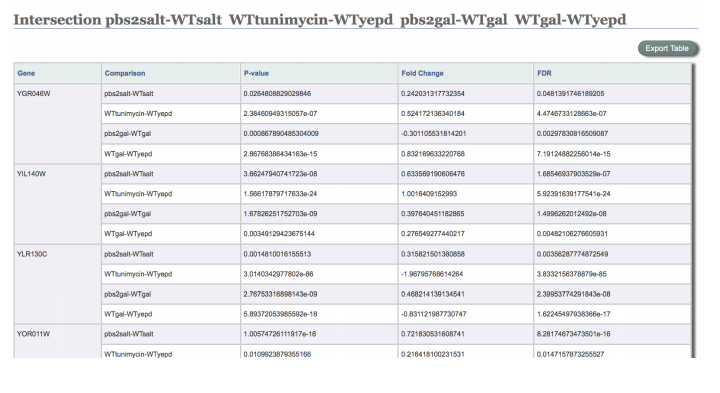 Intersection pbs2salt-WTsalt WTtunimycin-WTyepd pbs2gal-WTgal WTgal-WTyepd
Export Table
Gene Comparison P-value Fold Change FDR
YGR046W pbs2salt-WTsalt 0.0264808829029846 0.242031317732354 0.0481391746189205
WTtunimycin-WTyepd 2.38460949315057e-07 0.524172136340184 4.4746733128663e-07
pbs2gal-WTgal 0.000867890485304009 -0.301105531814201 0.00297830816509087
WTgal-WTyepd 2.86768386434163e-15 0.832169633220768 7.19124882256014e-15
YIL140W pbs2salt-WTsalt 3.66247940741723e-08 0.633569190606476 1.68546937903529e-07
WTtunimycin-WTyepd 1.56617879717633e-24 1.0016409152993 5.92391639177541e-24
pbs2gal-WTgal 1.67826251752703e-09 0.397640451182865 1.4996262012492e-08
WTgal-WTyepd 0.00349129423675144 0.276549277440217 0.00482106276605931
YLR130C pbs2salt-WTsalt 0.0014810016155513 0.315821501380858 0.00356287774872549
WTtunimycin-WTyepd 3.0140342977802e-86 -1.96795768614264 3.8332156378879e-85
pbs2gal-WTgal 2.76753316898143e-09 0.468214139134541 2.39953774291843e-08
WTgal-WTyepd 5.89372053985592e-18 -0.831121987730747 1.62245497938366e-17
YOR011W pbs2salt-WTsalt 1.00574726111917e-16 0.721830531608741 8.28174673473501e-16
WTtunimycin-WTyepd 0.0109923879355166 0.216418100231531 0.0147157873255527